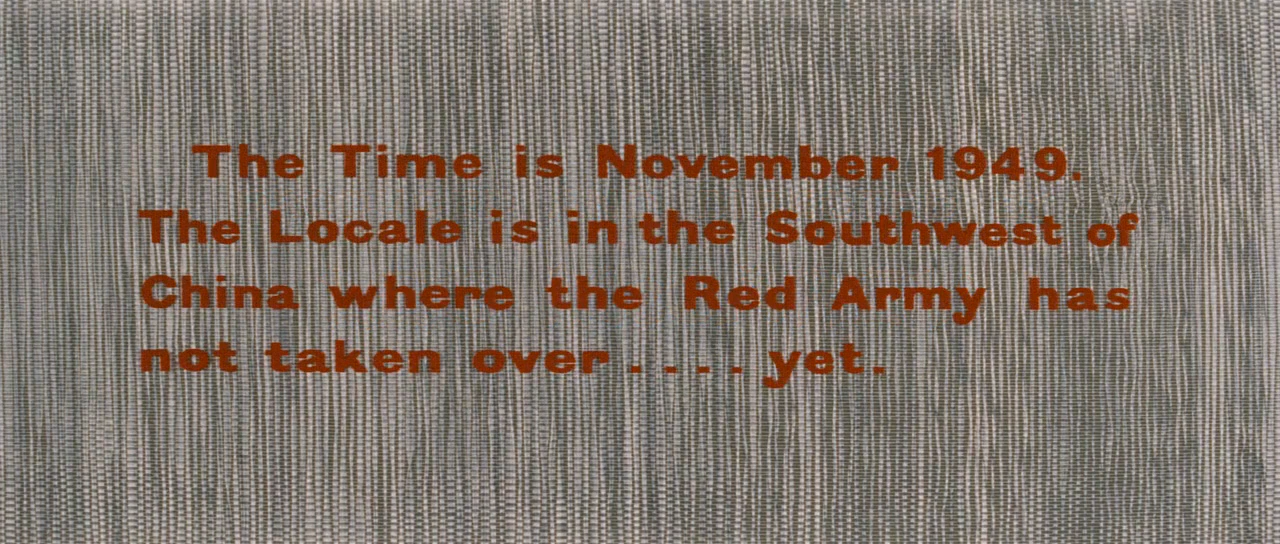 The Time is November 1949.
The Locale is in the Southwest of
China where the Red Army has
not taken over . . . . yet.